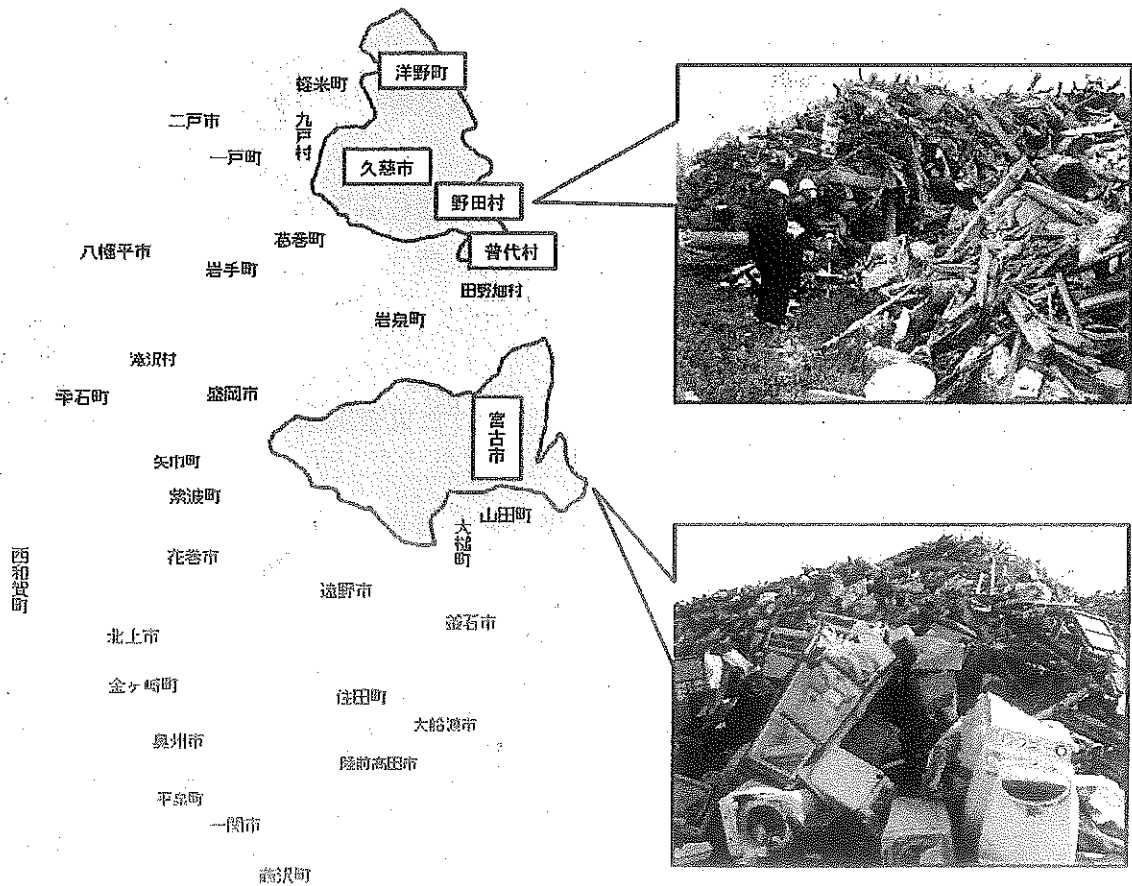 洋野町
軽米町
二戸市
九戸村
一戸町
久慈市
野田村
葛巻町
普代村
八幡平市
岩手町
田野畑村
岩泉町
滝沢村
雫石町
盛岡市
宮古市
矢巾町
紫波町
山田町
大槌町
花巻市
西和賀町
遠野市
釜石市
北上市
金ヶ崎町
住田町
大船渡市
奥州市
陸前高田市
平泉町
一関市
藤沢町